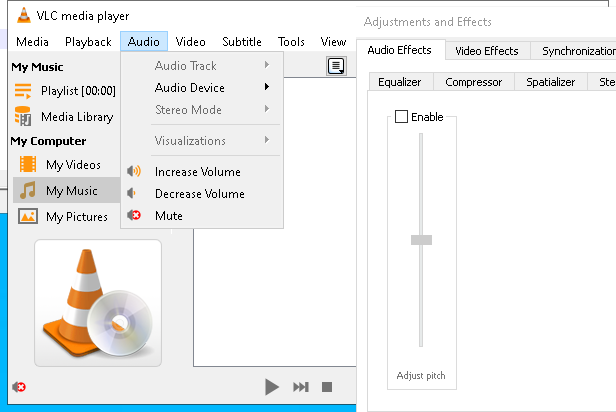 VLC media player
Media Playback Audio Video Subtitle Tools View
My Music
Playlist [00:00]
Media Library
My Computer
My Videos
My Music
My Pictures
Audio Track
Audio Device
Stereo Mode
Visualizations
Increase Volume
Decrease Volume
Mute
Adjustments and Effects
Audio Effects Video Effects Synchronization
Equalizer Compressor Spatializer Ste
Enable
Adjust pitch